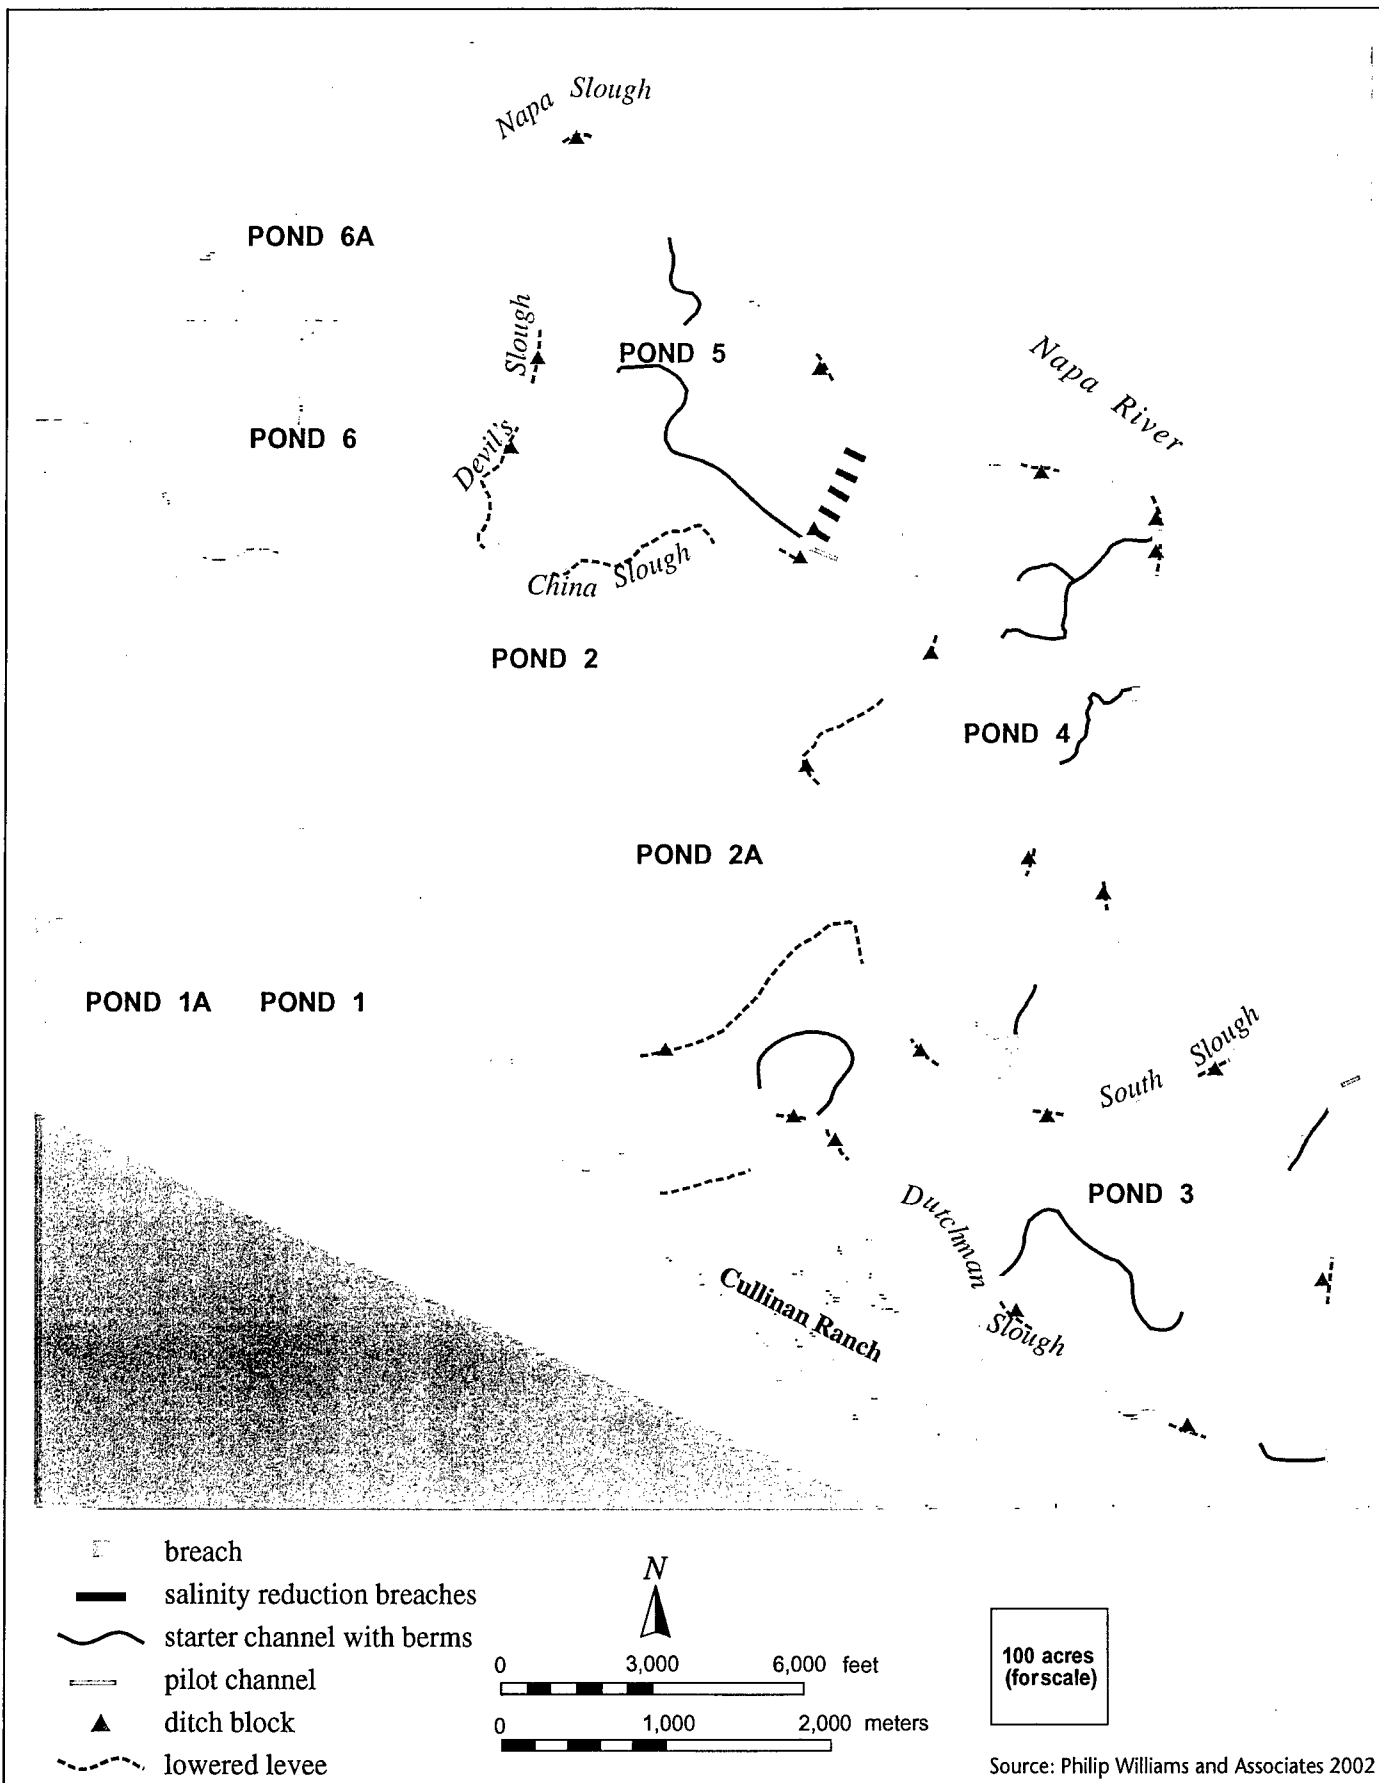 Napa Slough
POND 6A
Devil's Slough
POND 5
Napa River
POND 6
China Slough
POND 2
POND 4
POND 2A
POND 1A
POND 1
South Slough
POND 3
Dutchman Slough
Cullinan Ranch
breach
salinity reduction breaches
starter channel with berms
pilot channel
ditch block
lowered levee
N
0 3,000 6,000 feet
0 1,000 2,000 meters
100 acres
(for scale)
Source: Philip Williams and Associates 2002